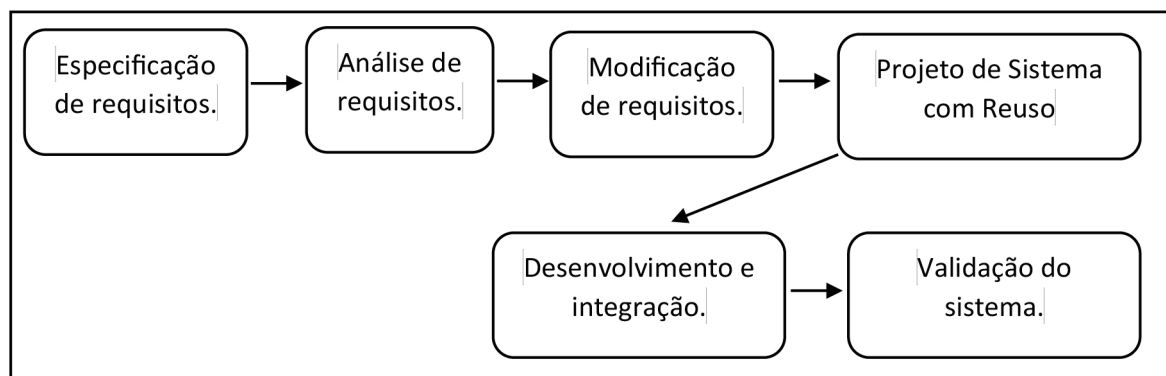 Especificação
de requisitos.
Análise de
requisitos.
Modificação
de requisitos.
Projeto de Sistema
com Reuso
Desenvolvimento e
integração.
Validação do
sistema.